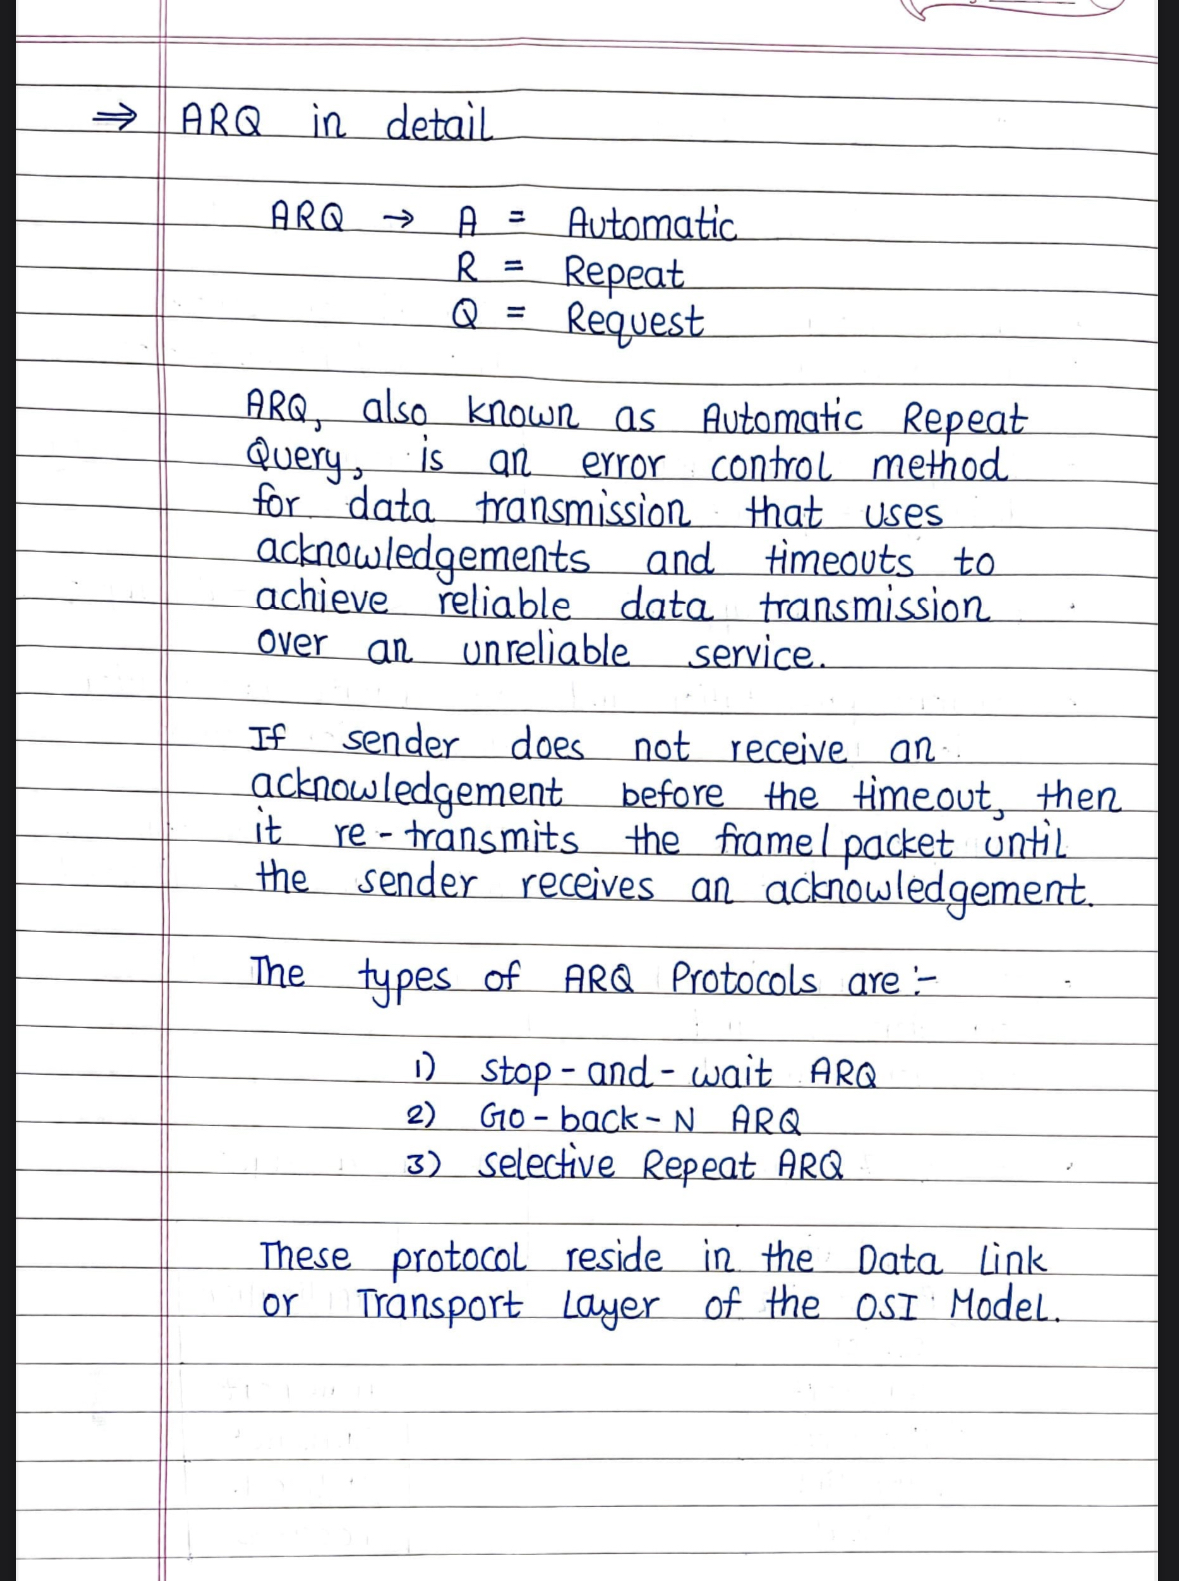 ⇒ ARQ in detail
ARQ → A = Automatic
R = Repeat
Q = Request
ARQ, also known as Automatic Repeat
Query, is an error control method
for data transmission that uses
acknowledgements and timeouts to
achieve reliable data transmission
over an unreliable service.
If sender does not receive an
acknowledgement before the timeout, then
it re-transmits the frame/packet until
the sender receives an acknowledgement.
The types of ARQ Protocols are :-
1) Stop-and-wait ARQ
2) Go-back-N ARQ
3) Selective Repeat ARQ
These protocol reside in the Data Link
or Transport Layer of the OSI Model.